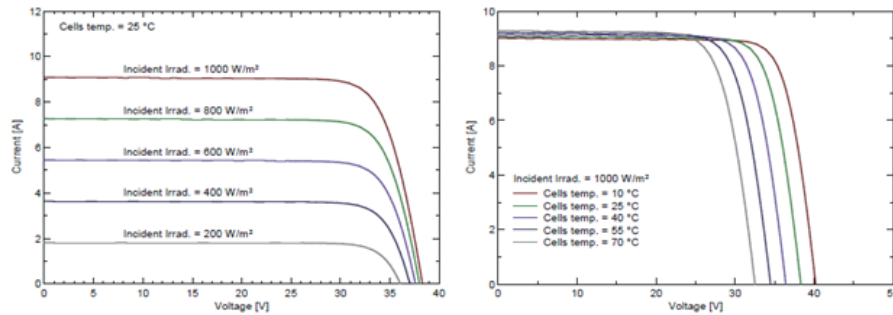 Cells temp. = 25 °C
12
10
8
6
4
2
0
Current [A]
Incident Irrad. = 1000 W/m²
Incident Irrad. = 800 W/m²
Incident Irrad. = 600 W/m²
Incident Irrad. = 400 W/m²
Incident Irrad. = 200 W/m²
0 5 10 15 20 25 30 35 40
Voltage [V]
10
8
6
4
2
0
Current [A]
Incident Irrad. = 1000 W/m²
Cells temp. = 10 °C
Cells temp. = 25 °C
Cells temp. = 40 °C
Cells temp. = 55 °C
Cells temp. = 70 °C
0 10 20 30 40 50
Voltage [V]